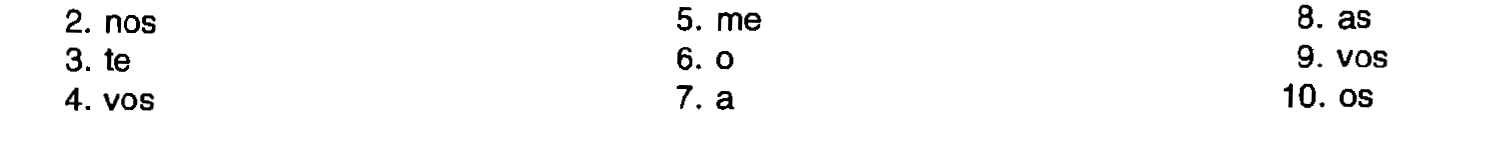 2. nos
3. te
4. vos
5. me
6. o
7. a
8. as
9. vos
10. os